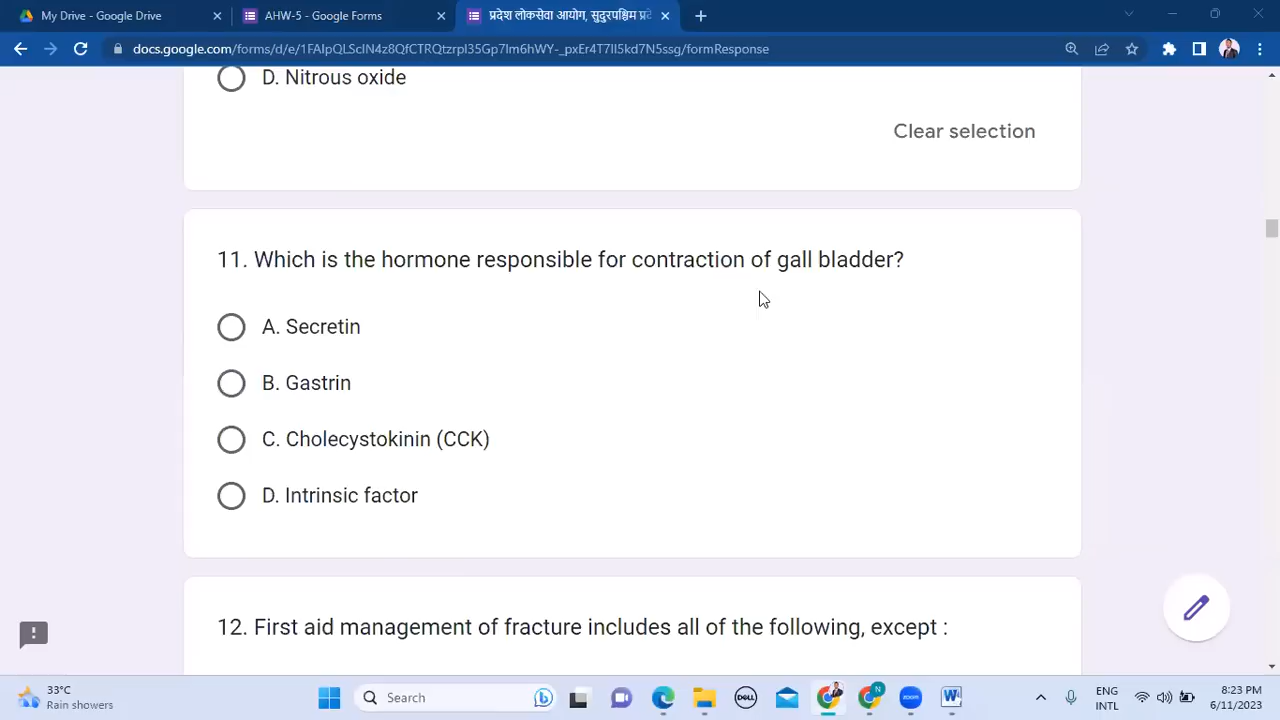 My Drive - Google Drive
AHW-5 - Google Forms
प्रदेश लोकसेवा आयोग, सुदुरपश्चिम प्रदे
docs.google.com/forms/d/e/
D. Nitrous oxide
Clear selection
11. Which is the hormone responsible for contraction of gall bladder?
A. Secretin
B. Gastrin
C. Cholecystokinin (CCK)
D. Intrinsic factor
12. First aid management of fracture includes all of the following, except :
33°C
Rain showers
Search
DELL
zoom
ENG
INTL
8:23 PM
6/11/2023